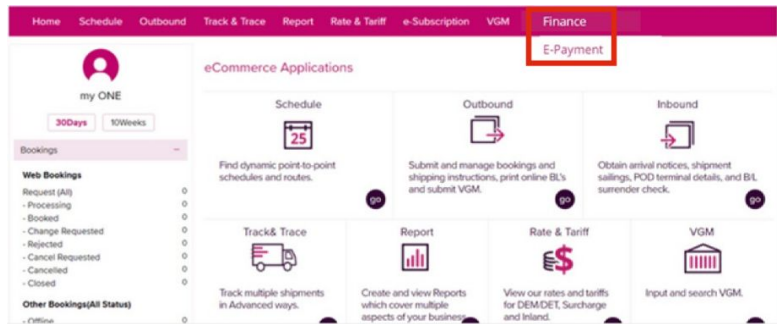 Home Schedule Outbound Track & Trace Report Rate & Tariff e-Subscription VGM Finance
E-Payment
my ONE
30Days 10Weeks
Bookings
Web Bookings
Request (All) 0
- Processing 0
- Booked 0
- Change Requested 0
- Rejected 0
- Cancel Requested 0
- Cancelled 0
- Closed 0
Other Bookings(All Status)
- Offline 0
eCommerce Applications
Schedule
25
Find dynamic point-to-point
schedules and routes.
go
Outbound
Submit and manage bookings and
shipping instructions, print online BL's
and submit VGM.
go
Inbound
Obtain arrival notices, shipment
sailings, POD terminal details, and B/L
surrender check.
go
Track& Trace
Track multiple shipments
in Advanced ways.
Report
Create and view Reports
which cover multiple
aspects of your business
Rate & Tariff
View our rates and tariffs
for DEM/DET, Surcharge
and Inland.
VGM
Input and search VGM.